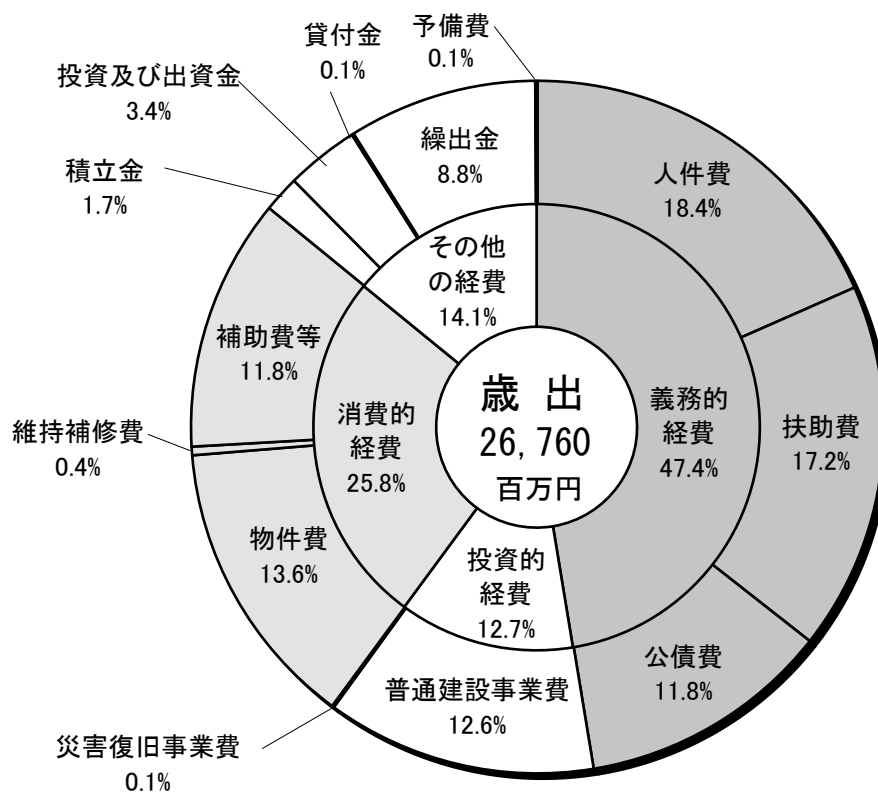 予備費
0.1%
貸付金
0.1%
投資及び出資金
3.4%
積立金
1.7%
繰出金
8.8%
人件費
18.4%
その他
の経費
14.1%
補助費等
11.8%
消費的
経費
25.8%
歳 出
26,760
百万円
義務的
経費
47.4%
扶助費
17.2%
維持補修費
0.4%
物件費
13.6%
投資的
経費
12.7%
公債費
11.8%
普通建設事業費
12.6%
災害復旧事業費
0.1%